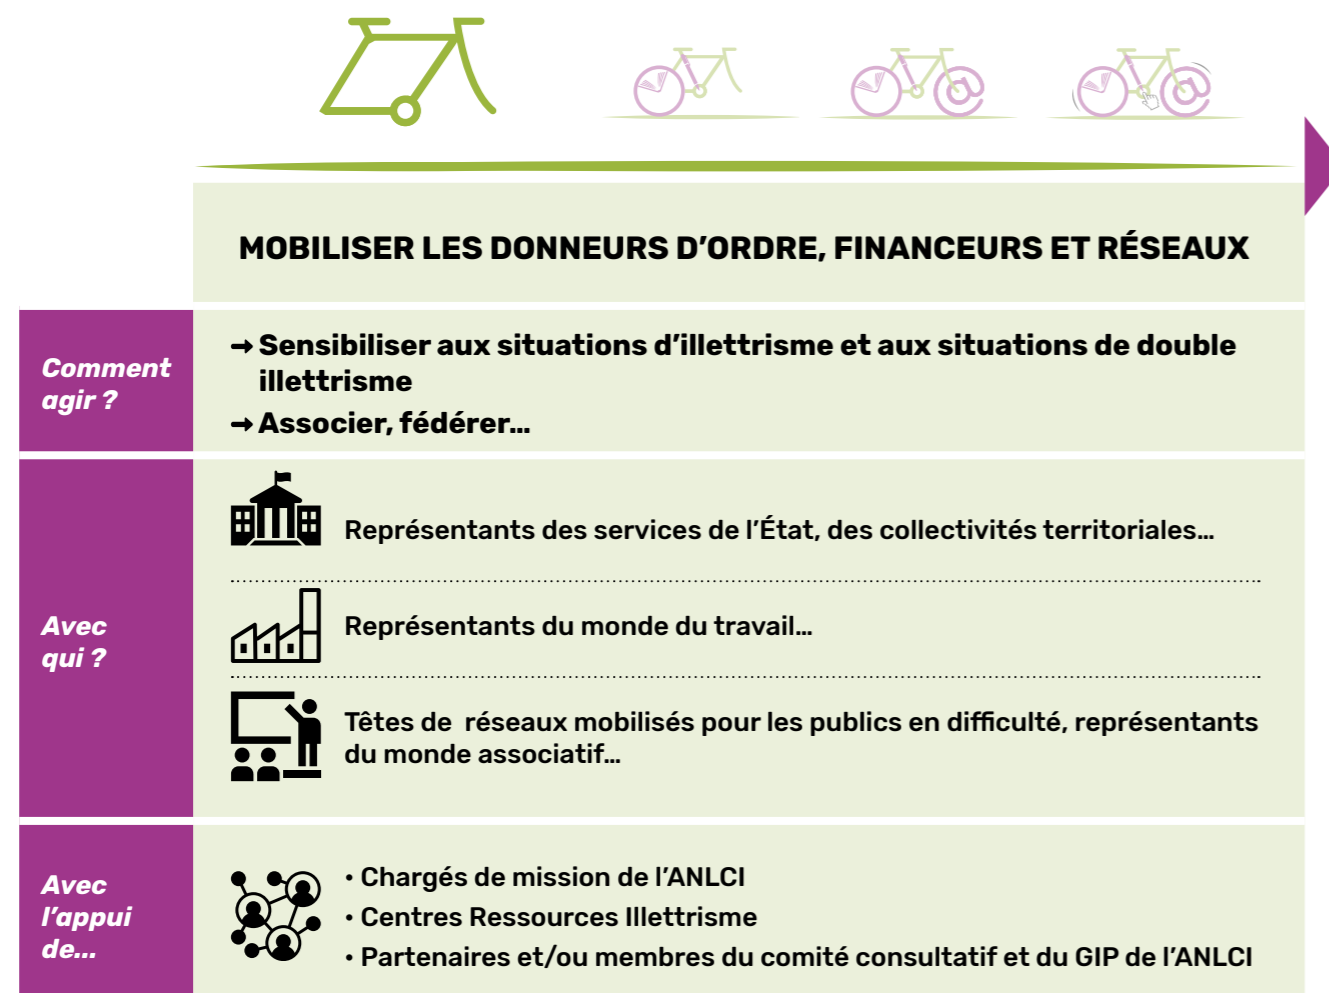 MOBILISER LES DONNEURS D’ORDRE, FINANCEURS ET RÉSEAUX
Comment
agir ?
→ Sensibiliser aux situations d’illettrisme et aux situations de double
illettrisme
→ Associer, fédérer...
Avec
qui ?
Représentants des services de l’État, des collectivités territoriales...
Représentants du monde du travail...
Têtes de réseaux mobilisés pour les publics en difficulté, représentants
du monde associatif...
Avec
l’appui
de...
• Chargés de mission de l’ANLCI
• Centres Ressources Illettrisme
• Partenaires et/ou membres du comité consultatif et du GIP de l’ANLCI